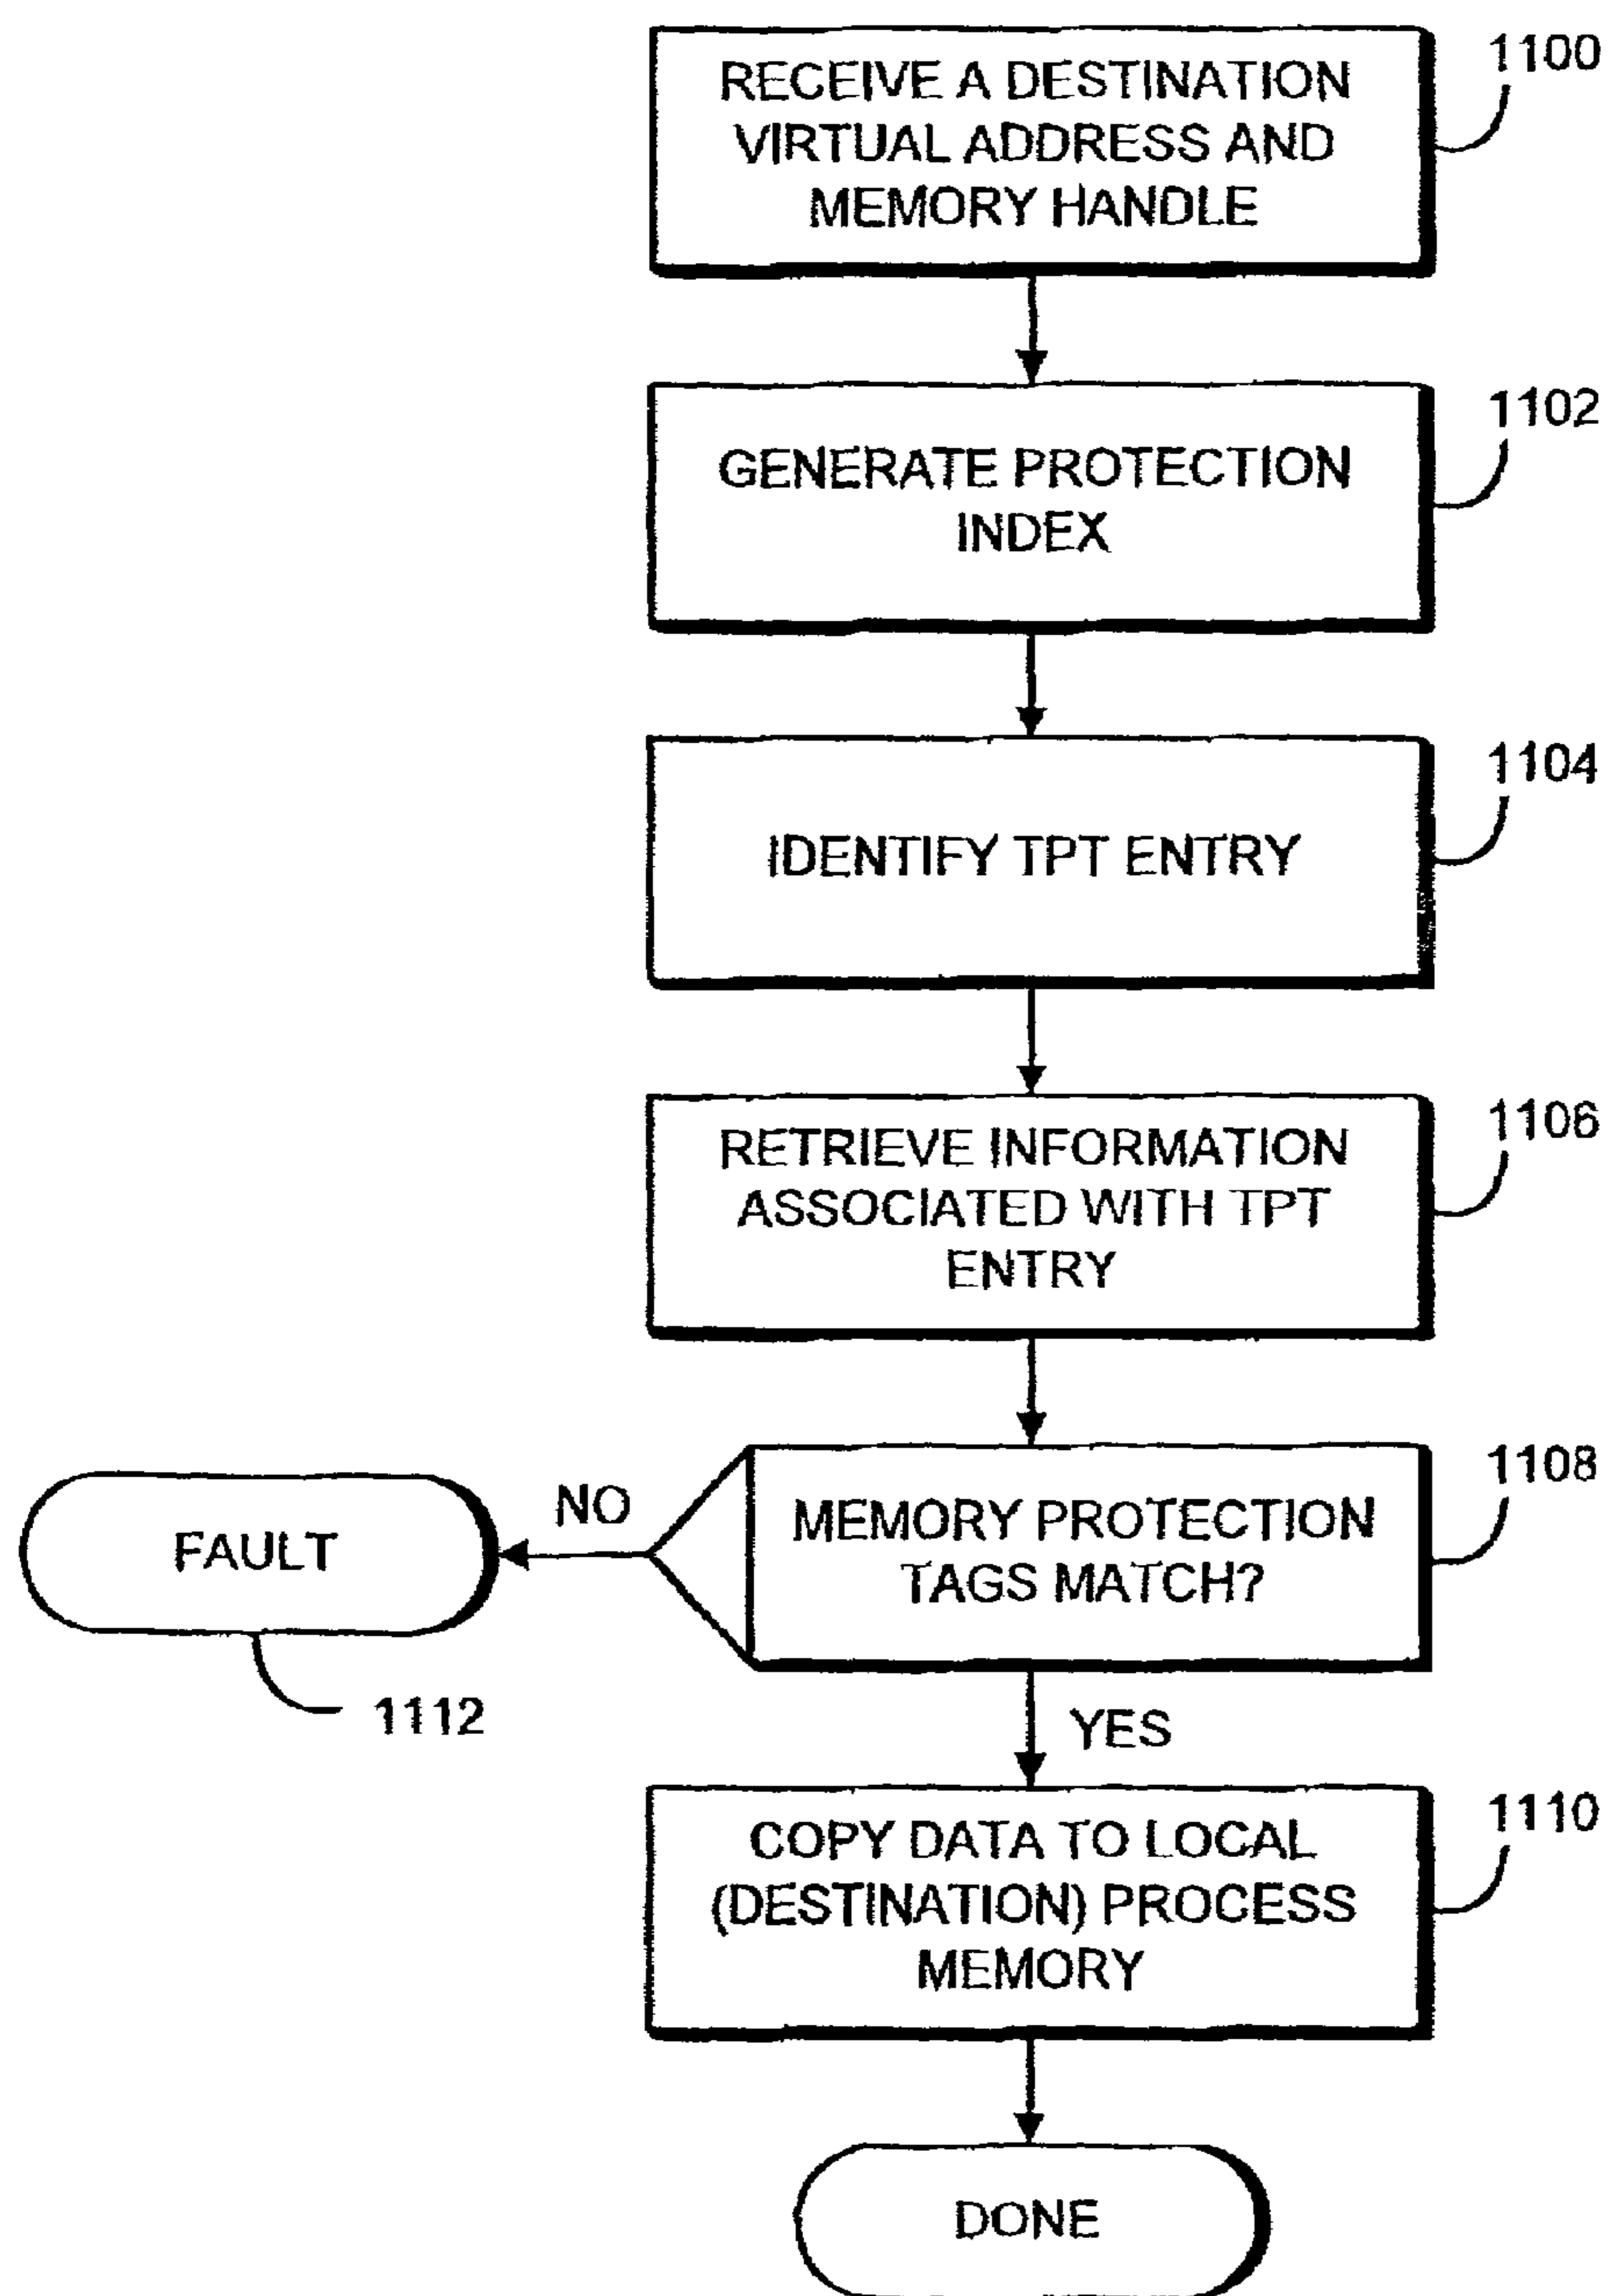 RECEIVE A DESTINATION
VIRTUAL ADDRESS AND
MEMORY HANDLE
1100
GENERATE PROTECTION
INDEX
1102
IDENTIFY TPT ENTRY
1104
RETRIEVE INFORMATION
ASSOCIATED WITH TPT
ENTRY
1106
MEMORY PROTECTION
TAGS MATCH?
1108
NO
FAULT
1112
YES
COPY DATA TO LOCAL
(DESTINATION) PROCESS
MEMORY
1110
DONE